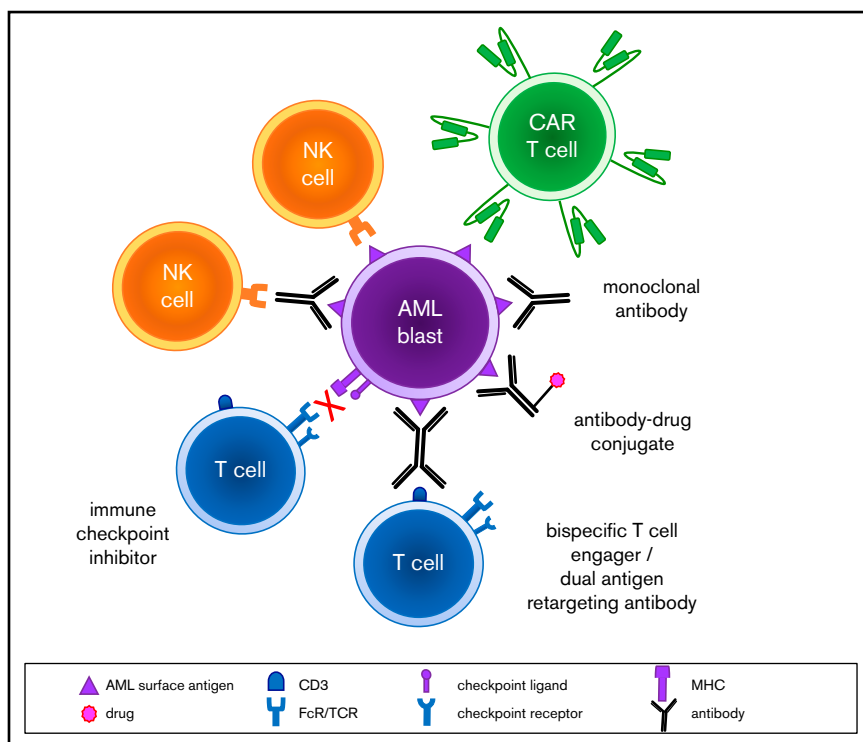 CAR
T cell
NK
cell
NK
cell
AML
blast
monoclonal
antibody
antibody-drug
conjugate
T cell
immune
checkpoint
inhibitor
T cell
bispecific T cell
engager /
dual antigen
retargeting antibody
AML surface antigen
CD3
checkpoint ligand
MHC
drug
FcR/TCR
checkpoint receptor
antibody